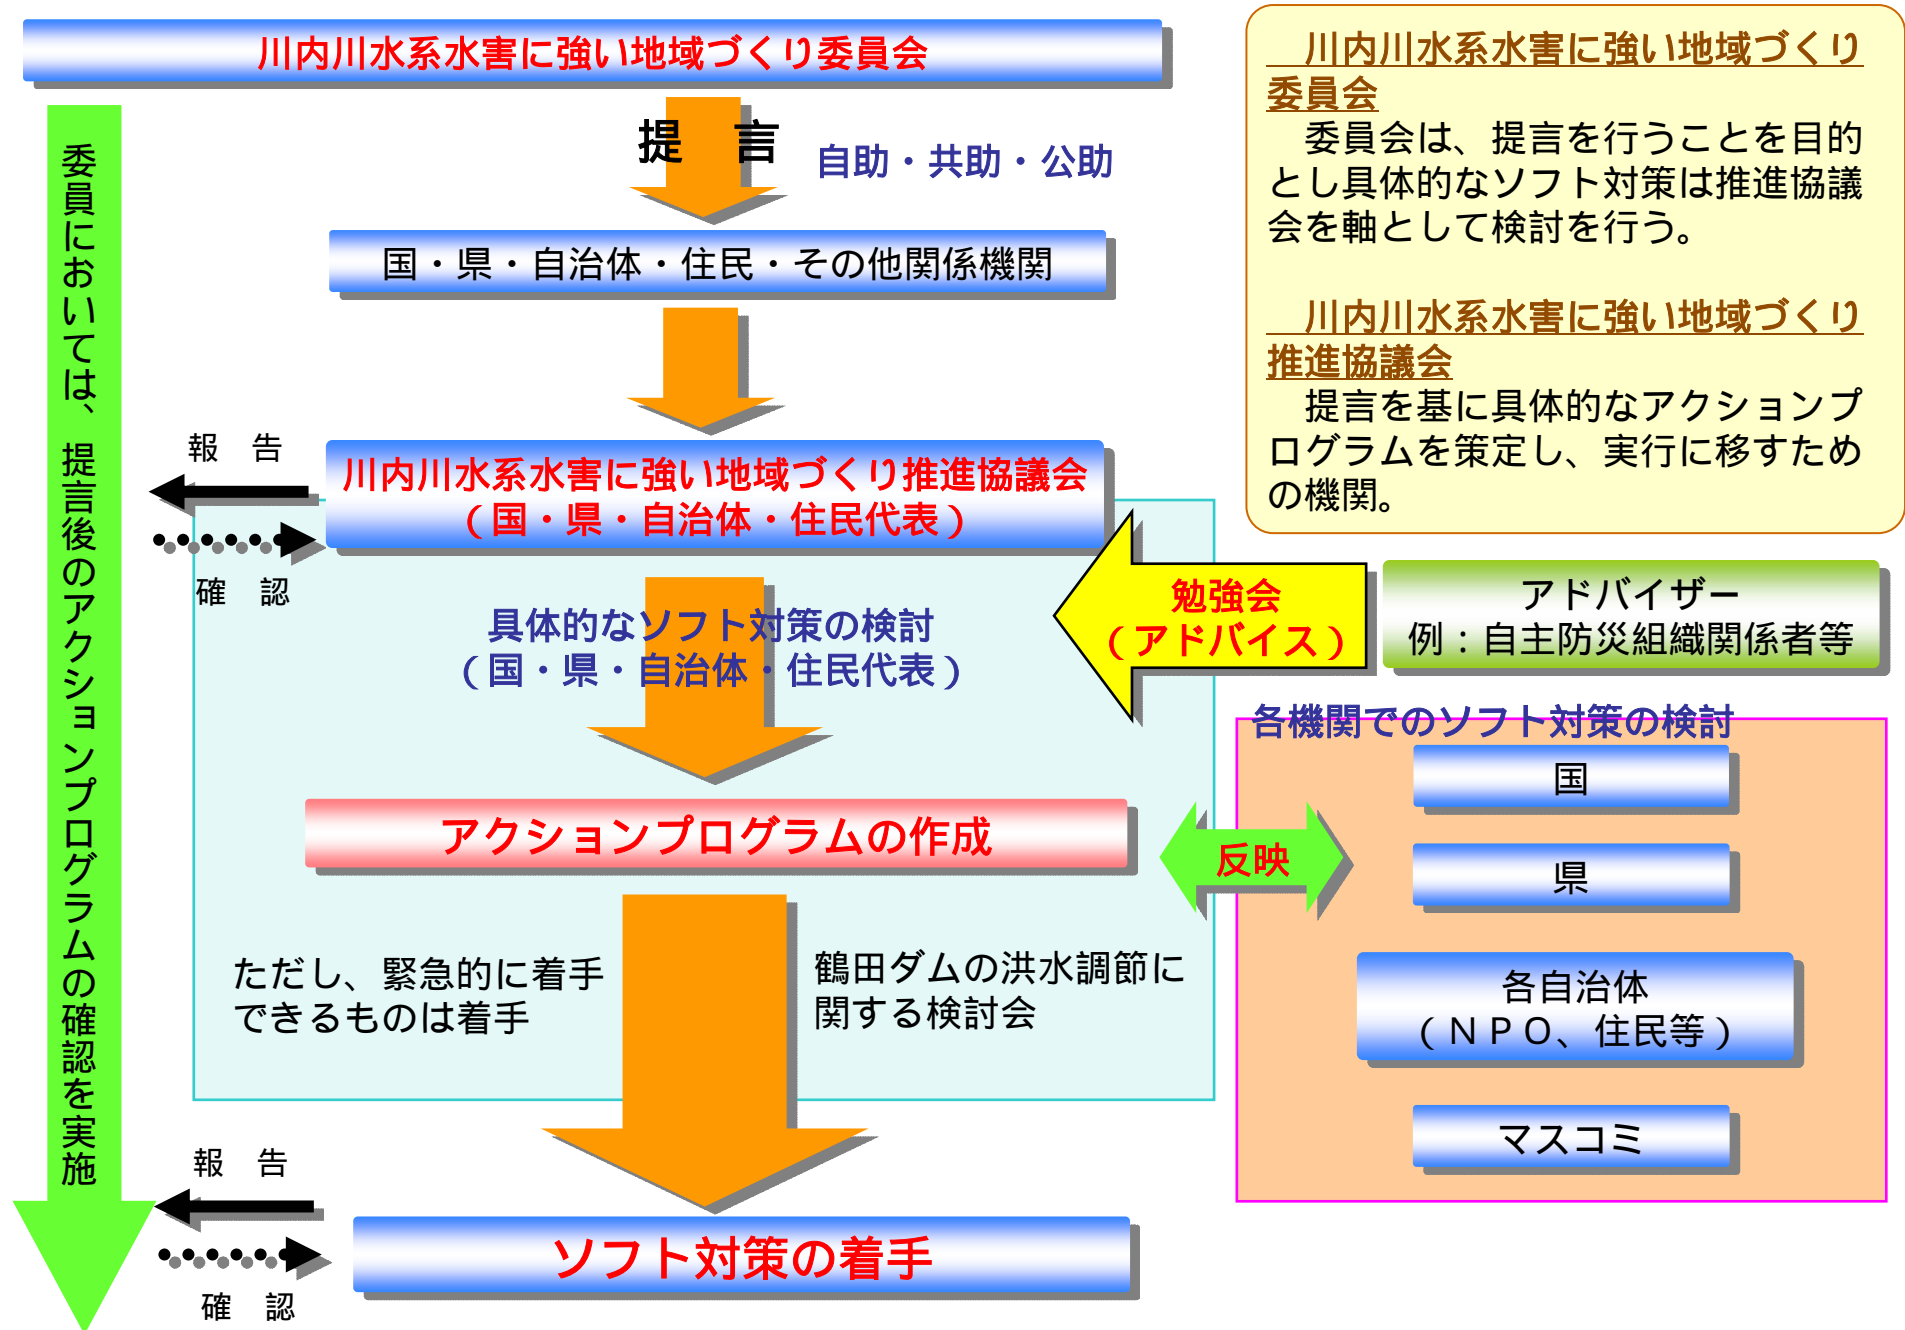 川内川水系水害に強い地域づくり委員会
提　言
自助・共助・公助
国・県・自治体・住民・その他関係機関
川内川水系水害に強い地域づくり推進協議会
（国・県・自治体・住民代表）
報　告
確　認
具体的なソフト対策の検討
（国・県・自治体・住民代表）
勉強会
（アドバイス）
アドバイザー
例：自主防災組織関係者等
アクションプログラムの作成
反映
ただし、緊急的に着手
できるものは着手
鶴田ダムの洪水調節に
関する検討会
各機関でのソフト対策の検討
国
県
各自治体
（ＮＰＯ、住民等）
マスコミ
報　告
確　認
ソフト対策の着手
委員においては、提言後のアクションプログラムの確認を実施
川内川水系水害に強い地域づくり
委員会
委員会は、提言を行うことを目的
とし具体的なソフト対策は推進協議
会を軸として検討を行う。
川内川水系水害に強い地域づくり
推進協議会
提言を基に具体的なアクションプ
ログラムを策定し、実行に移すため
の機関。